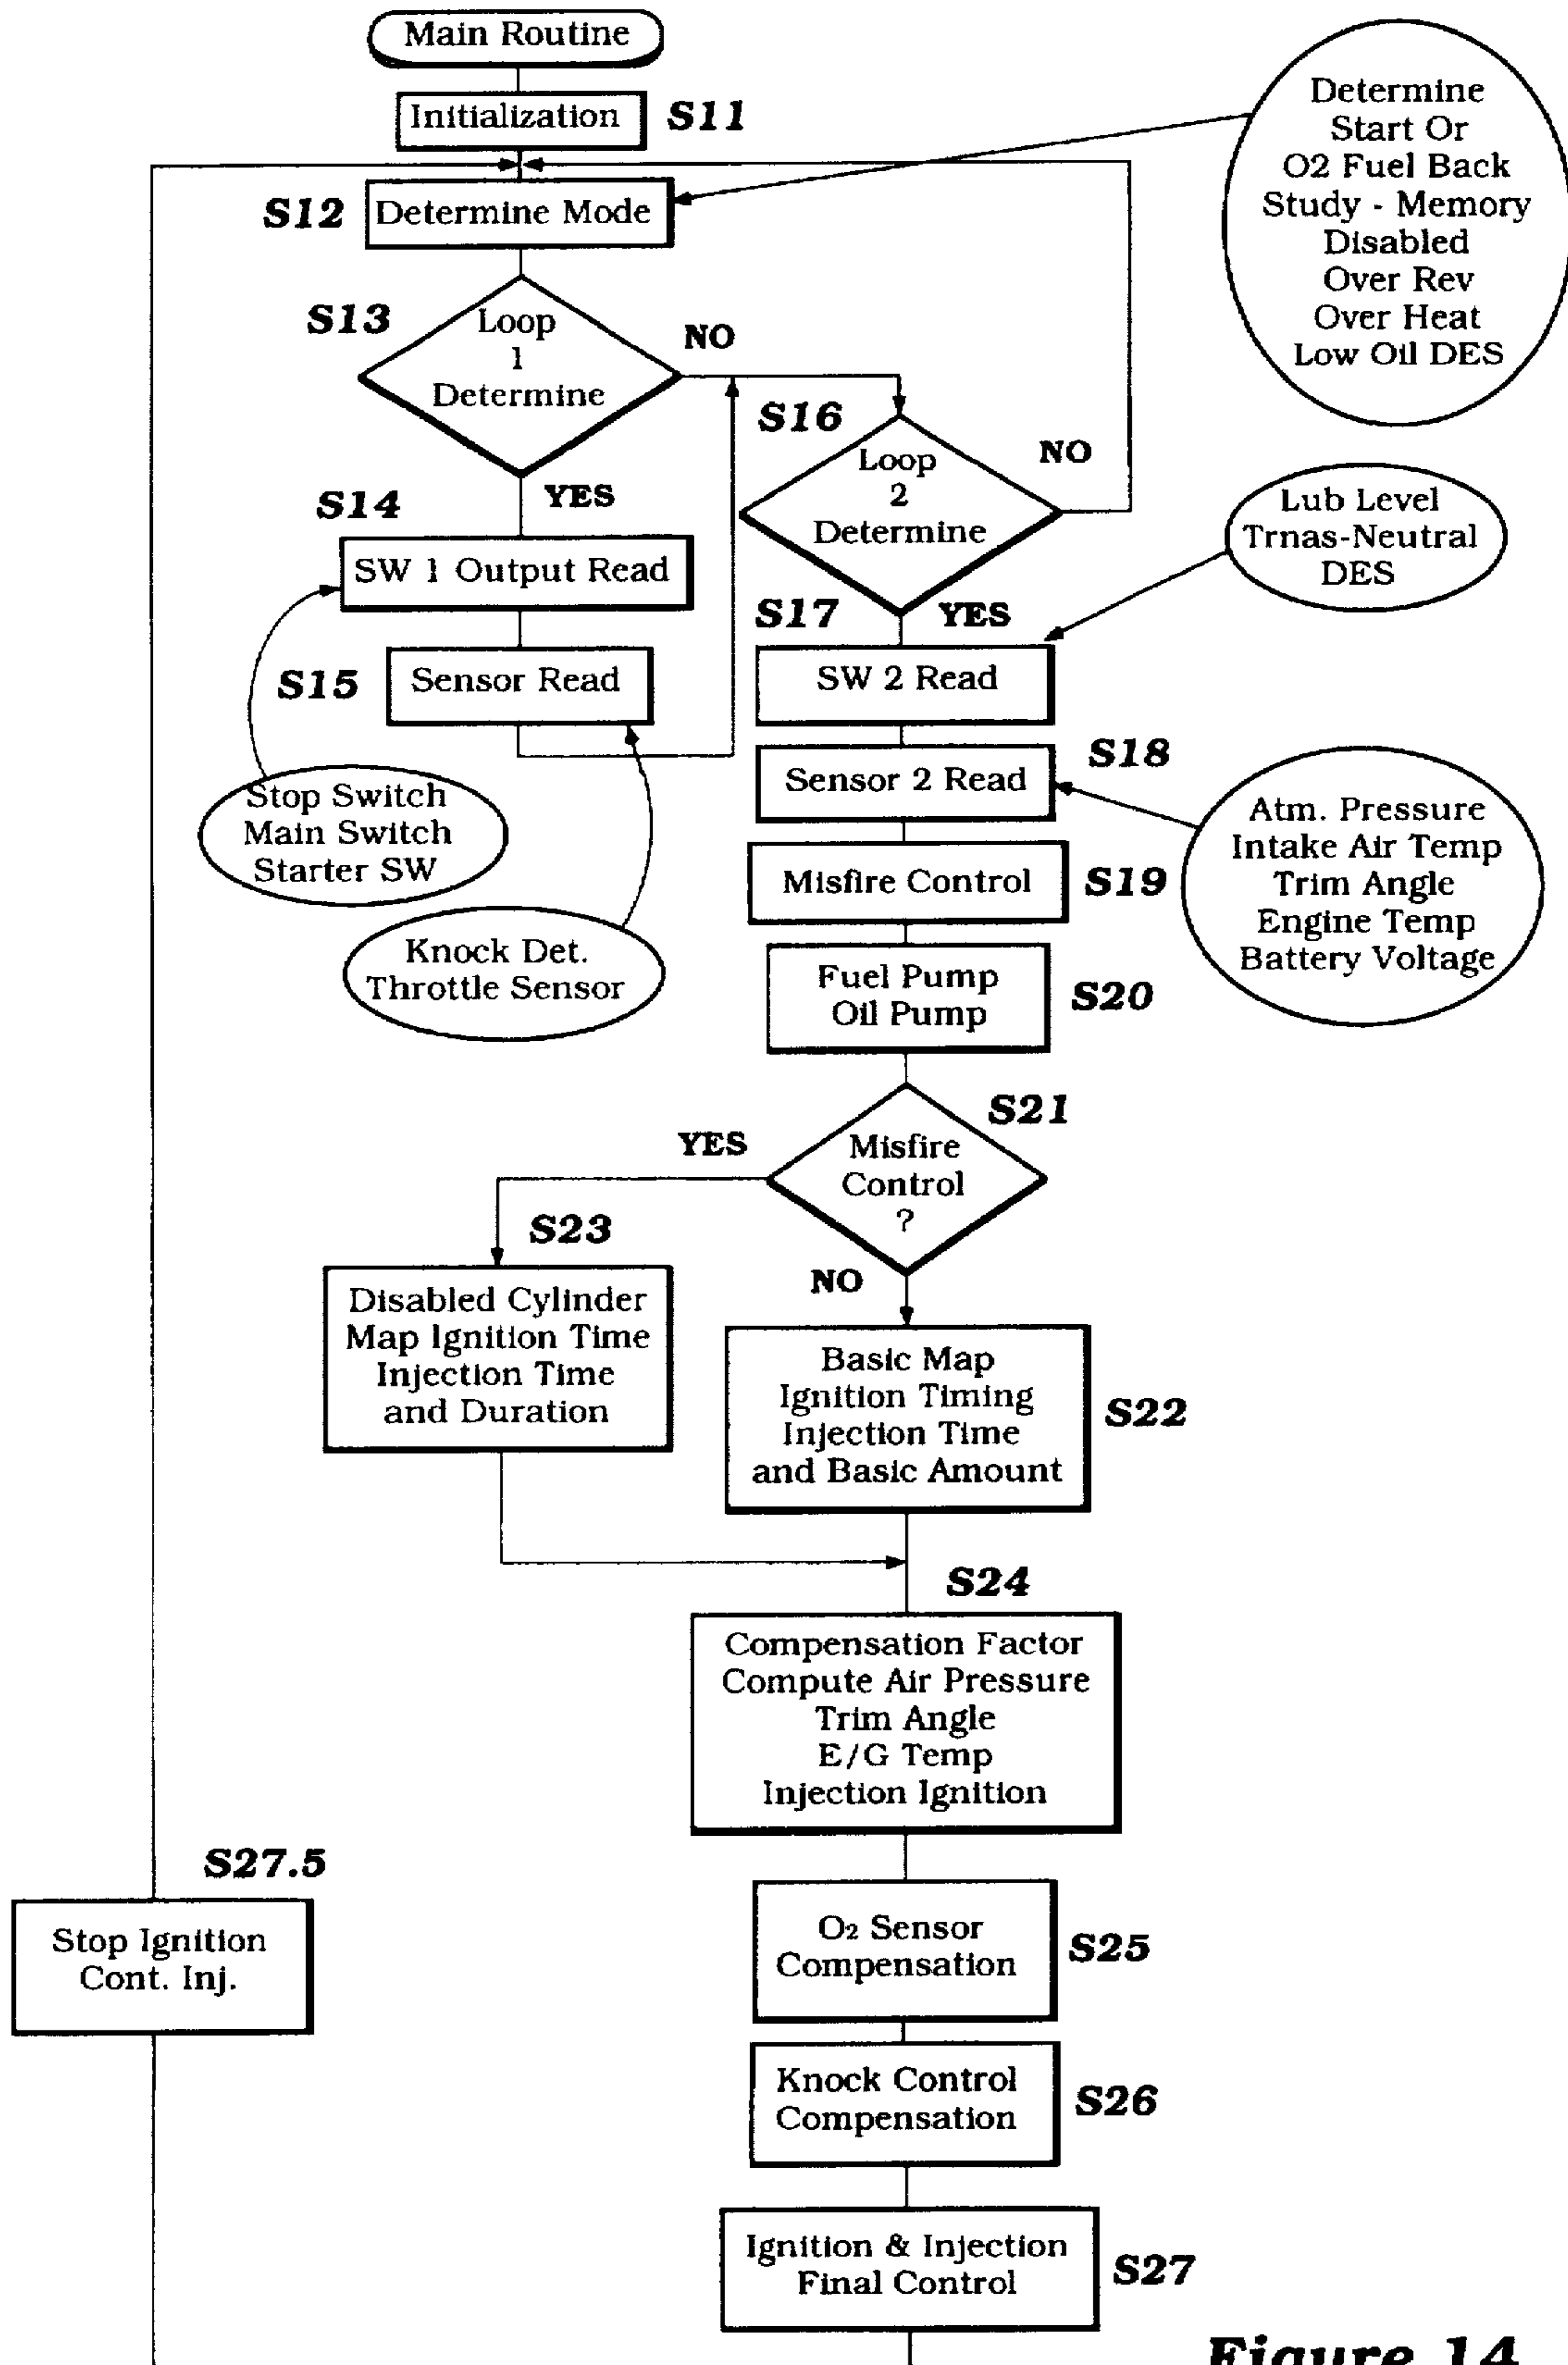 Main Routine
Initialization
S11
S12
Determine Mode
Determine
Start Or
O2 Fuel Back
Study - Memory
Disabled
Over Rev
Over Heat
Low Oil DES
S13
Loop
1
Determine
NO
YES
S14
SW 1 Output Read
S15
Sensor Read
Stop Switch
Main Switch
Starter SW
Knock Det.
Throttle Sensor
S16
Loop
2
Determine
NO
S17
YES
Lub Level
Trnas-Neutral
DES
SW 2 Read
Sensor 2 Read
S18
Atm. Pressure
Intake Air Temp
Trim Angle
Engine Temp
Battery Voltage
Misfire Control
S19
Fuel Pump
Oil Pump
S20
S21
Misfire
Control
?
YES
NO
S23
Disabled Cylinder
Map Ignition Time
Injection Time
and Duration
Basic Map
Ignition Timing
Injection Time
and Basic Amount
S22
S24
Compensation Factor
Compute Air Pressure
Trim Angle
E/G Temp
Injection Ignition
S27.5
Stop Ignition
Cont. Inj.
O2 Sensor
Compensation
S25
Knock Control
Compensation
S26
Ignition & Injection
Final Control
S27
Figure 14